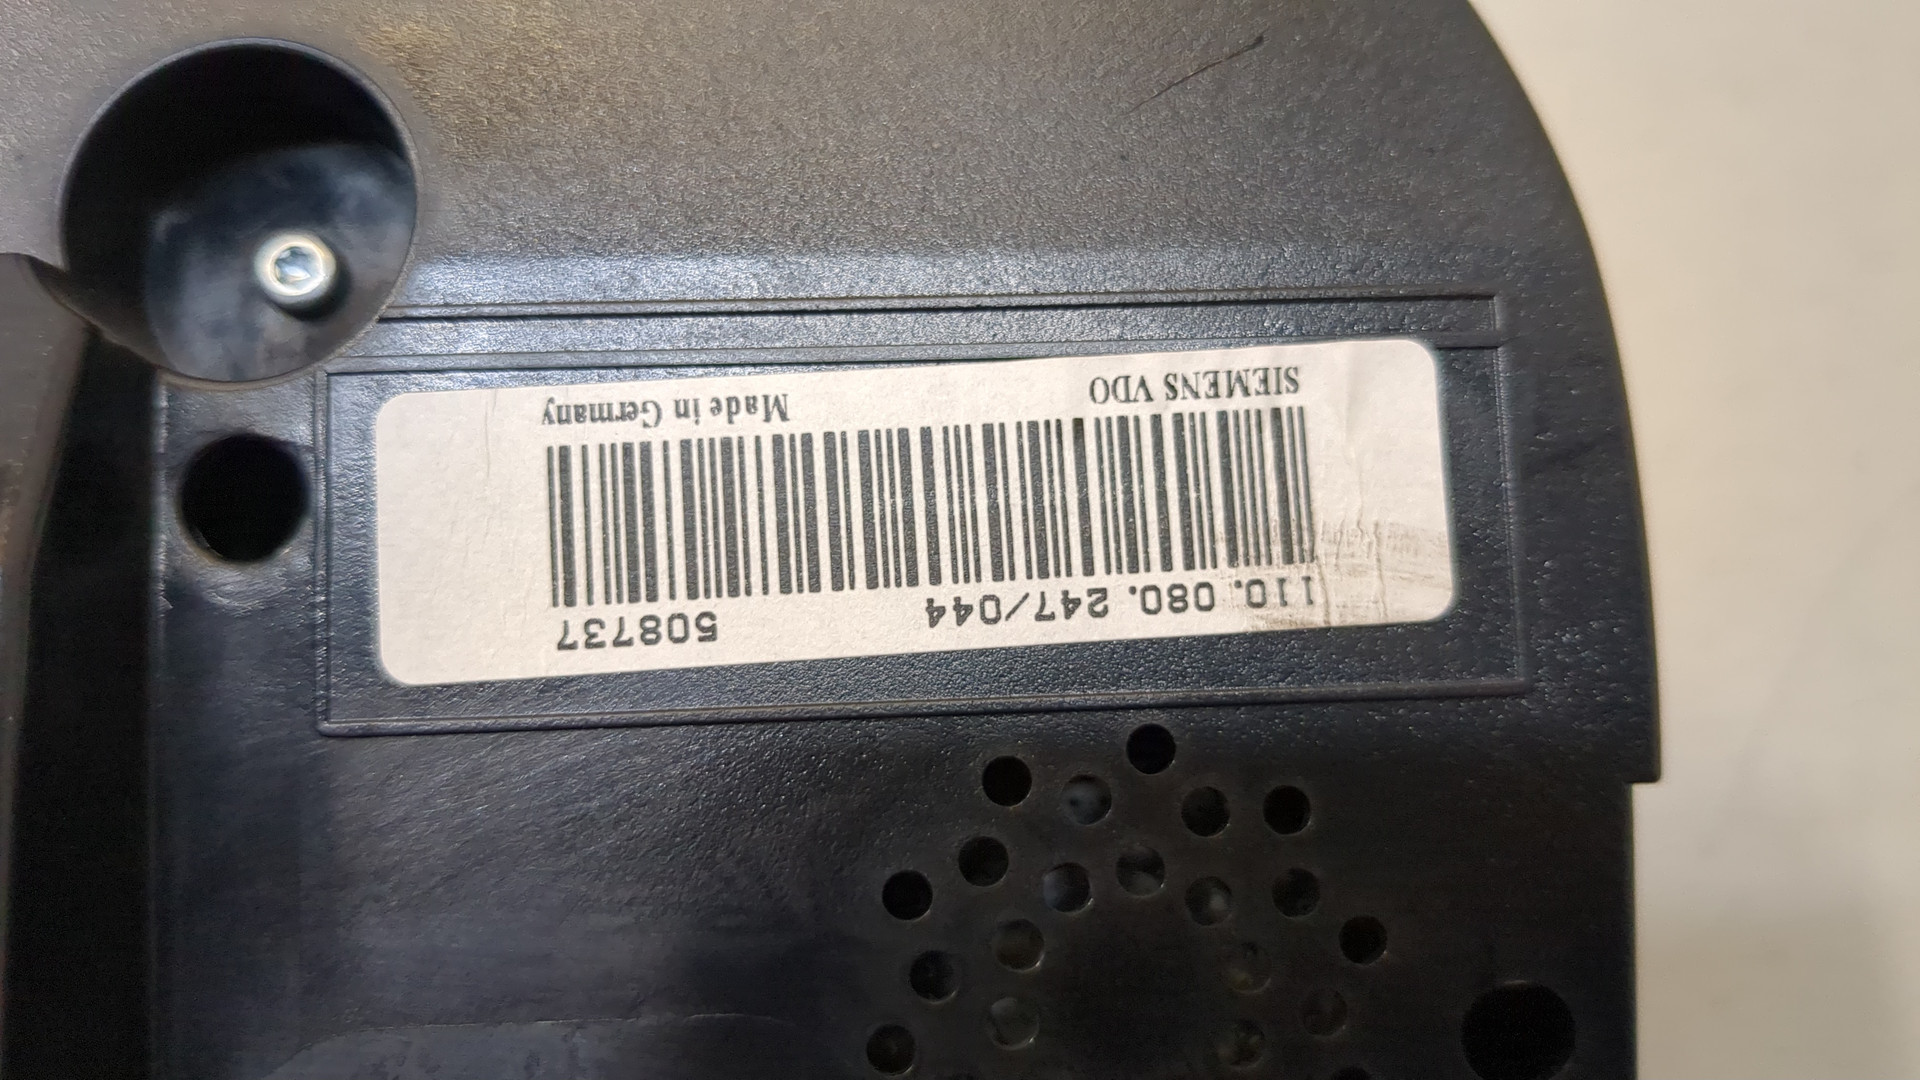 110. 080. 247/044 508737
SIEMENS VDO Made in Germany